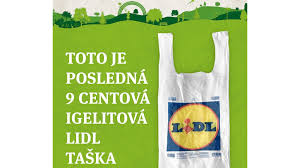 TOTO JE
POSLEDNÁ
9 CENTOVÁ
IGELITOVÁ
LIDL
TAŠKA
LIDL